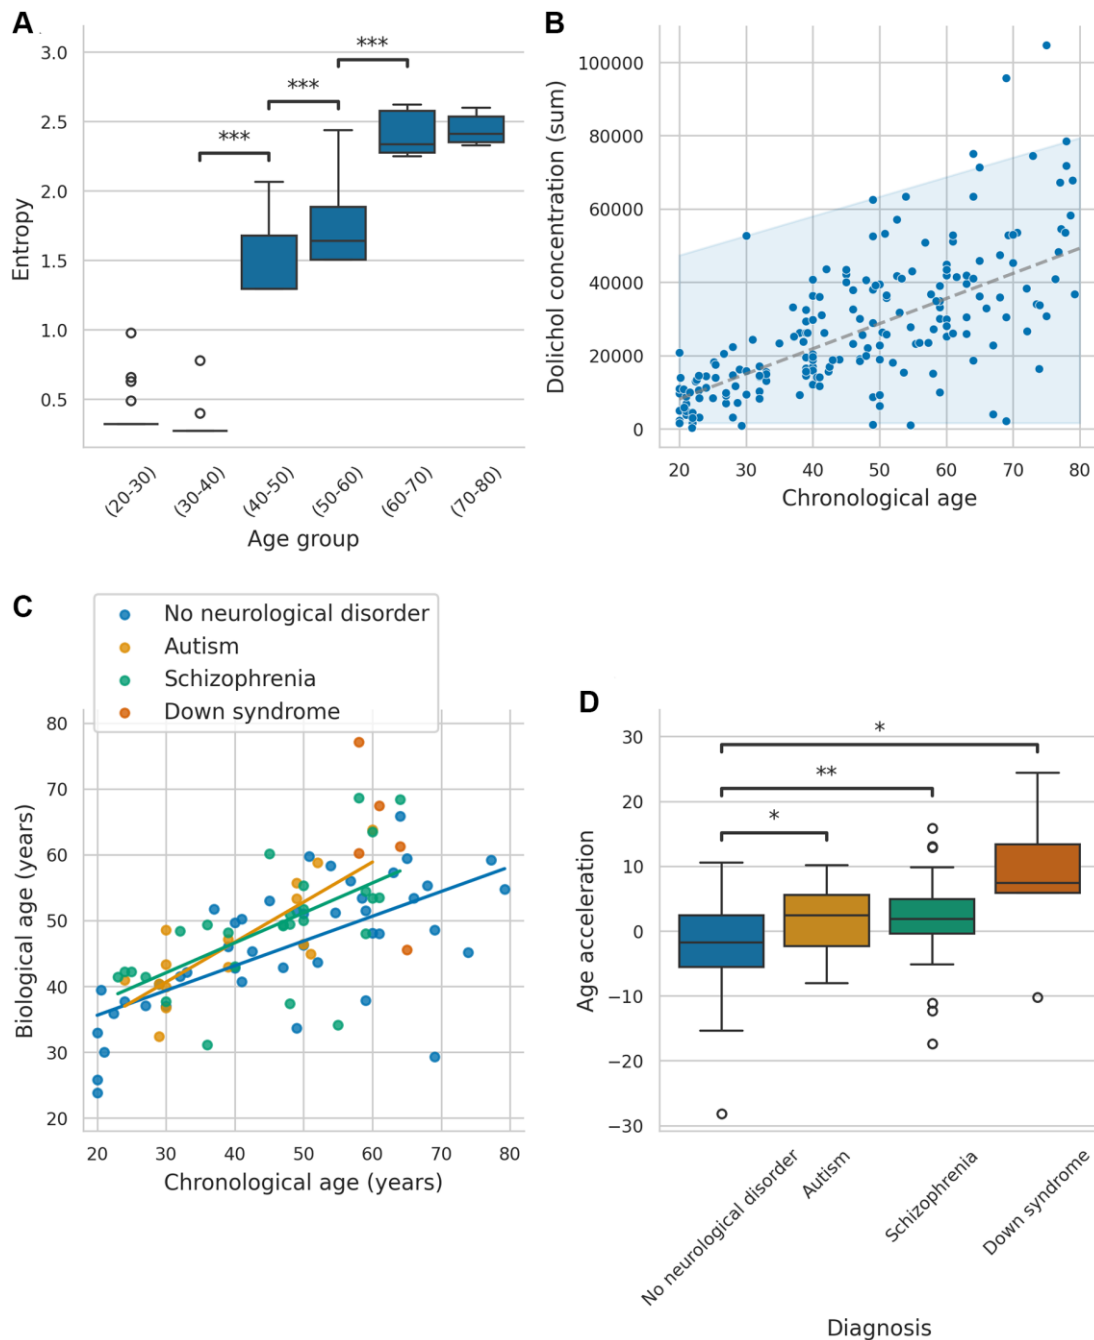 A
***
***
***
3.0
2.5
2.0
1.5
1.0
0.5
Entropy
(20-30)
(30-40)
(40-50)
(50-60)
(60-70)
(70-80)
Age group
B
100000
80000
60000
40000
20000
0
Dolichol concentration (sum)
20 30 40 50 60 70 80
Chronological age
C
No neurological disorder
Autism
Schizophrenia
Down syndrome
80
70
60
50
40
30
20
Biological age (years)
20 30 40 50 60 70 80
Chronological age (years)
D
*
**
*
30
20
10
0
−10
−20
−30
Age acceleration
No neurological disorder
Autism
Schizophrenia
Down syndrome
Diagnosis